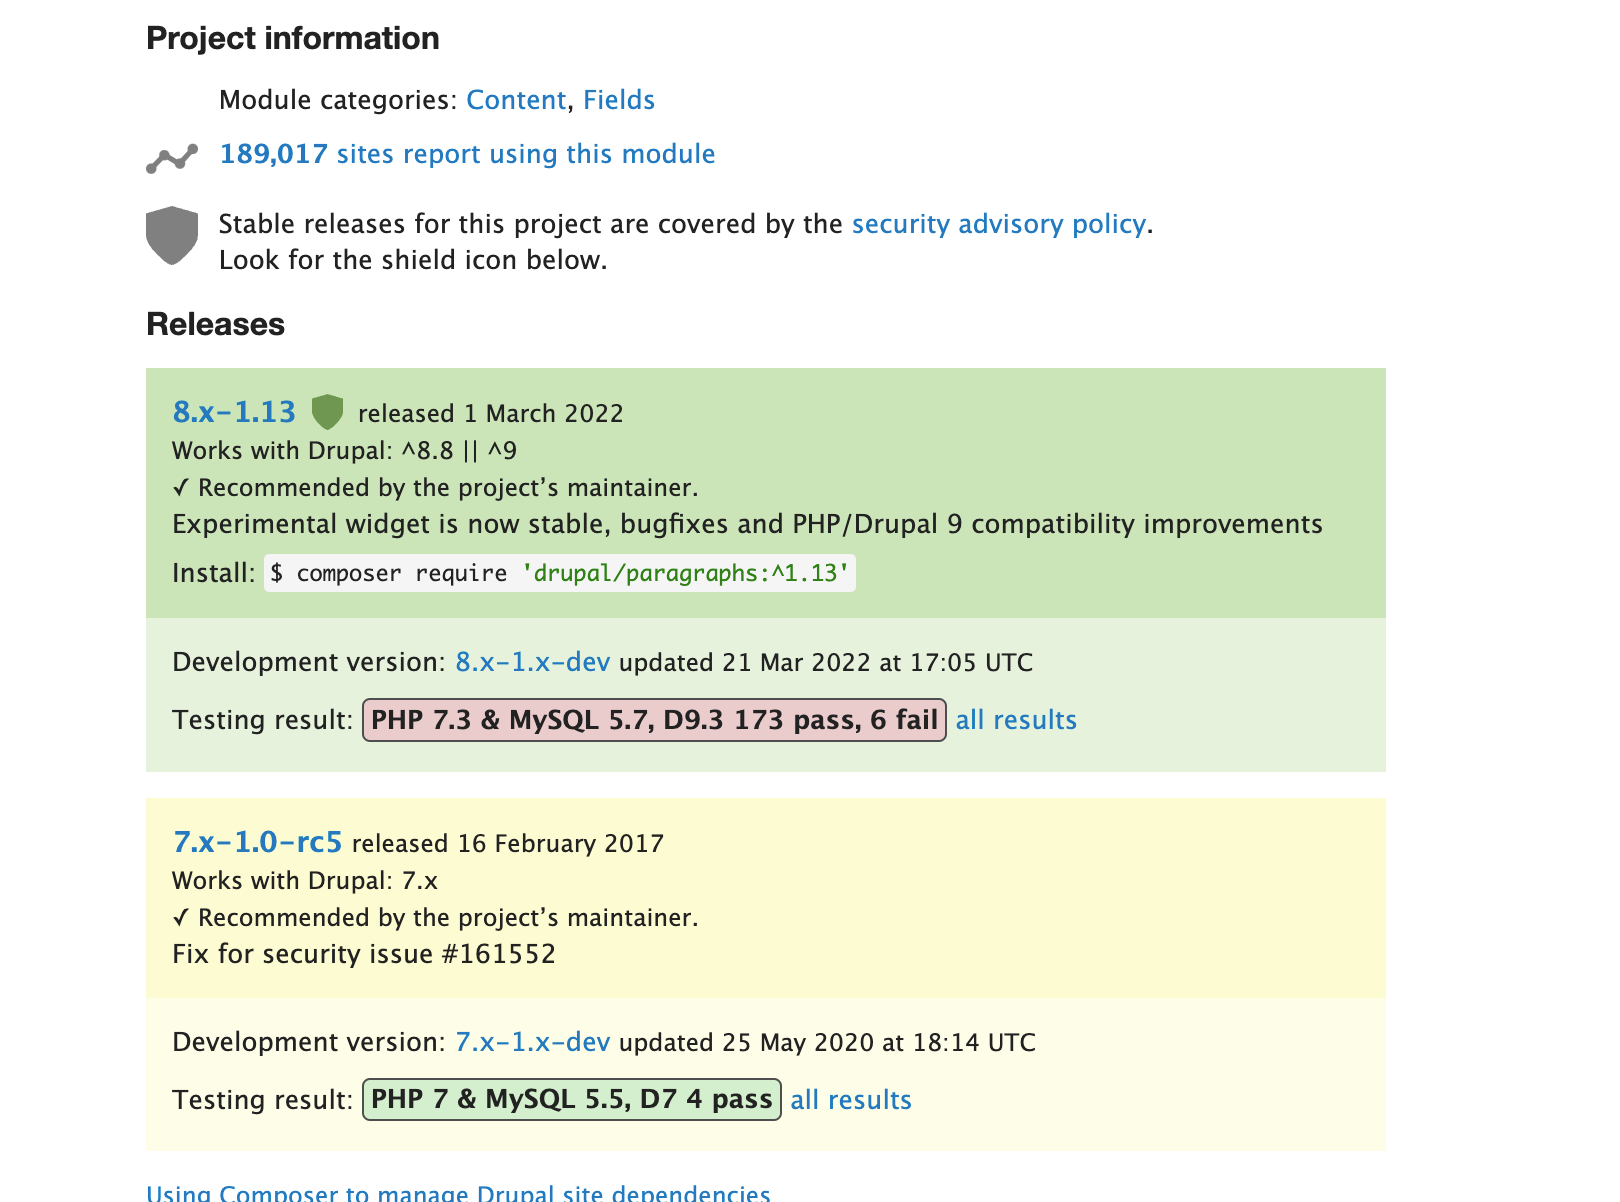 Project information
Module categories: Content, Fields
189,017 sites report using this module
Stable releases for this project are covered by the security advisory policy.
Look for the shield icon below.
Releases
8.x-1.13 released 1 March 2022
Works with Drupal: ^8.8 || ^9
✓ Recommended by the project’s maintainer.
Experimental widget is now stable, bugfixes and PHP/Drupal 9 compatibility improvements
Install: $ composer require 'drupal/paragraphs:^1.13'
Development version: 8.x-1.x-dev updated 21 Mar 2022 at 17:05 UTC
Testing result: PHP 7.3 & MySQL 5.7, D9.3 173 pass, 6 fail all results
7.x-1.0-rc5 released 16 February 2017
Works with Drupal: 7.x
✓ Recommended by the project’s maintainer.
Fix for security issue #161552
Development version: 7.x-1.x-dev updated 25 May 2020 at 18:14 UTC
Testing result: PHP 7 & MySQL 5.5, D7 4 pass all results
Using Composer to manage Drupal site dependencies